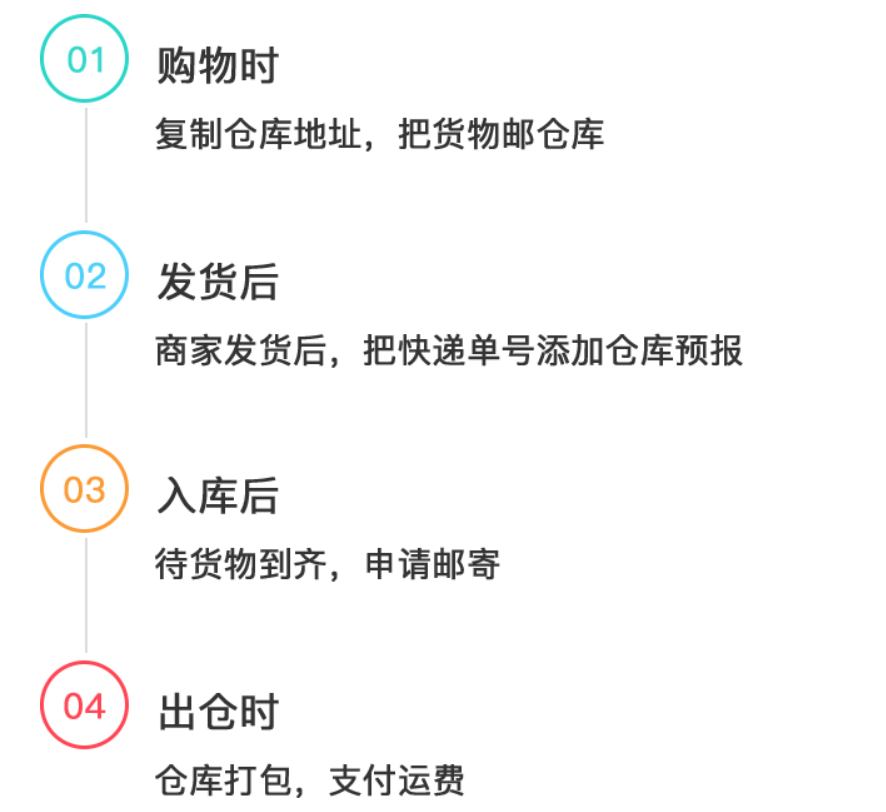 01
购物时
复制仓库地址，把货物邮仓库
02
发货后
商家发货后，把快递单号添加仓库预报
03
入库后
待货物到齐，申请邮寄
04
出仓时
仓库打包，支付运费